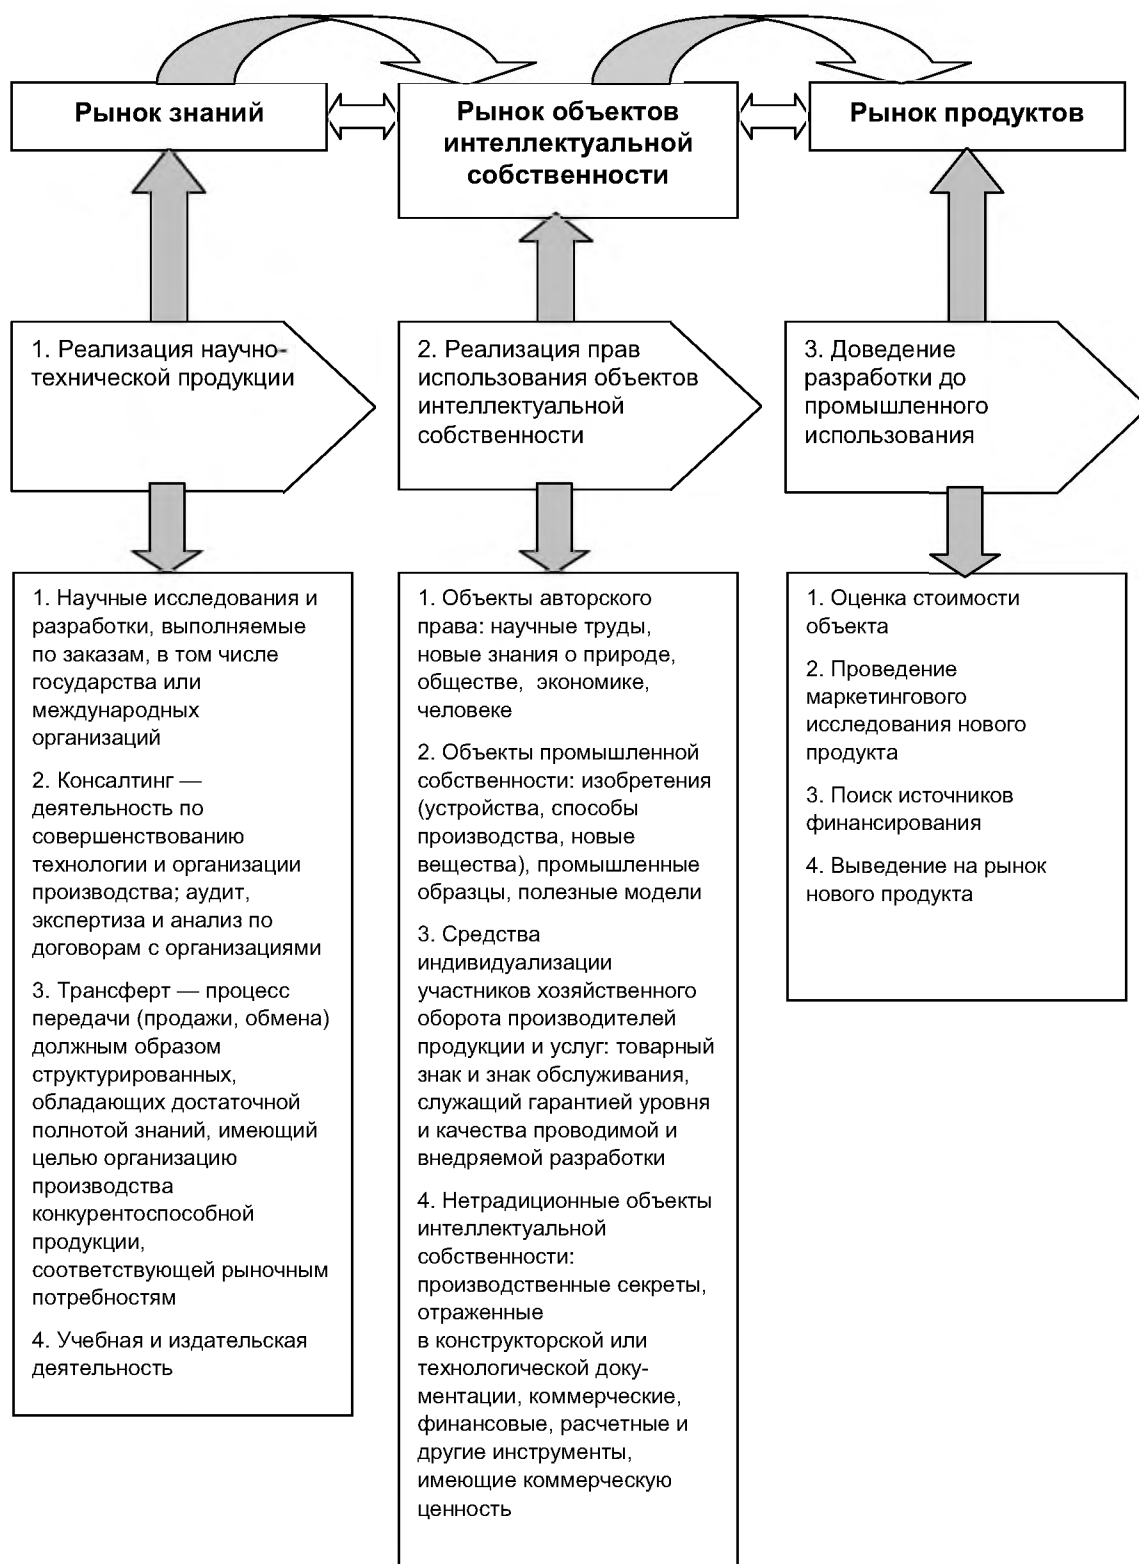 Рынок знаний
Рынок объектов
интеллектуальной
собственности
Рынок продуктов
1. Реализация научно-
технической продукции
2. Реализация прав
использования объектов
интеллектуальной
собственности
3. Доведение
разработки до
промышленного
использования
1. Научные исследования и
разработки, выполняемые
по заказам, в том числе
государства или
международных
организаций
2. Консалтинг —
деятельность по
совершенствованию
технологии и организации
производства; аудит,
экспертиза и анализ по
договорам с организациями
3. Трансферт — процесс
передачи (продажи, обмена)
должным образом
структурированных,
обладающих достаточной
полнотой знаний, имеющий
целью организацию
производства
конкурентоспособной
продукции,
соответствующей рыночным
потребностям
4. Учебная и издательская
деятельность
1. Объекты авторского
права: научные труды,
новые знания о природе,
обществе, экономике,
человеке
2. Объекты промышленной
собственности: изобретения
(устройства, способы
производства, новые
вещества), промышленные
образцы, полезные модели
3. Средства
индивидуализации
участников хозяйственного
оборота производителей
продукции и услуг: товарный
знак и знак обслуживания,
служащий гарантией уровня
и качества проводимой и
внедряемой разработки
4. Нетрадиционные объекты
интеллектуальной
собственности:
производственные секреты,
отраженные
в конструкторской или
технологической доку-
ментации, коммерческие,
финансовые, расчетные и
другие инструменты,
имеющие коммерческую
ценность
1. Оценка стоимости
объекта
2. Проведение
маркетингового
исследования нового
продукта
3. Поиск источников
финансирования
4. Выведение на рынок
нового продукта